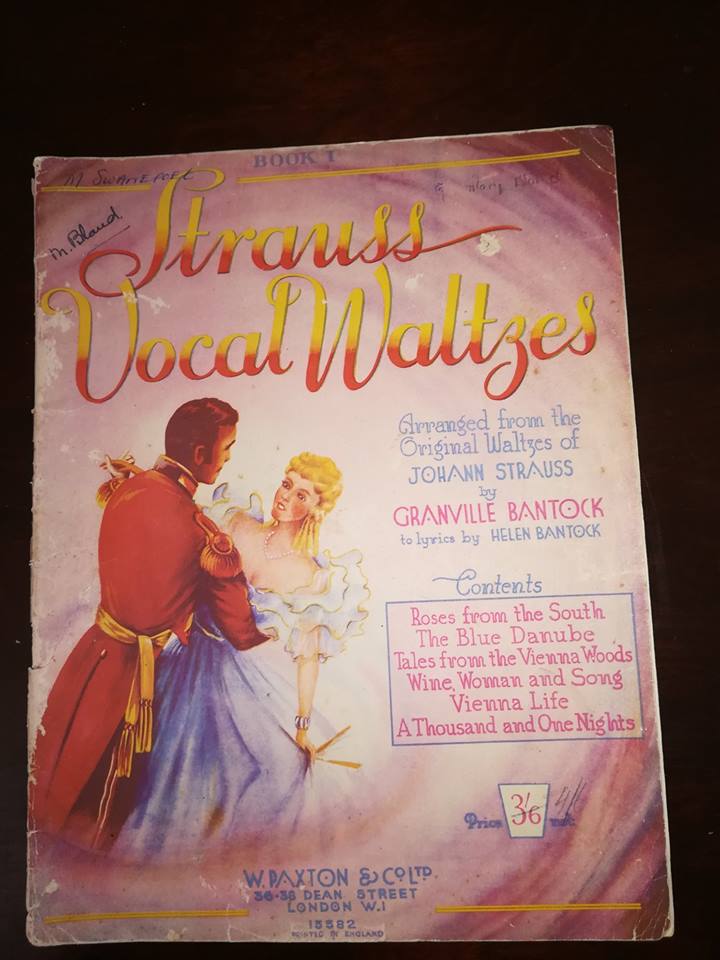 BOOK I
M SWANEPOEL
M. Bland
Strauss
Vocal Waltzes
Arranged from the
Original Waltzes of
JOHANN STRAUSS
by
GRANVILLE BANTOCK
to lyrics by HELEN BANTOCK
Contents
Roses from the South
The Blue Danube
Tales from the Vienna Woods
Wine, Woman and Song
Vienna Life
A Thousand and One Nights
Price 3/6 net
4/-
W. PAXTON & CO LTD.
36-38 DEAN STREET
LONDON W.1
15582
PRINTED IN ENGLAND